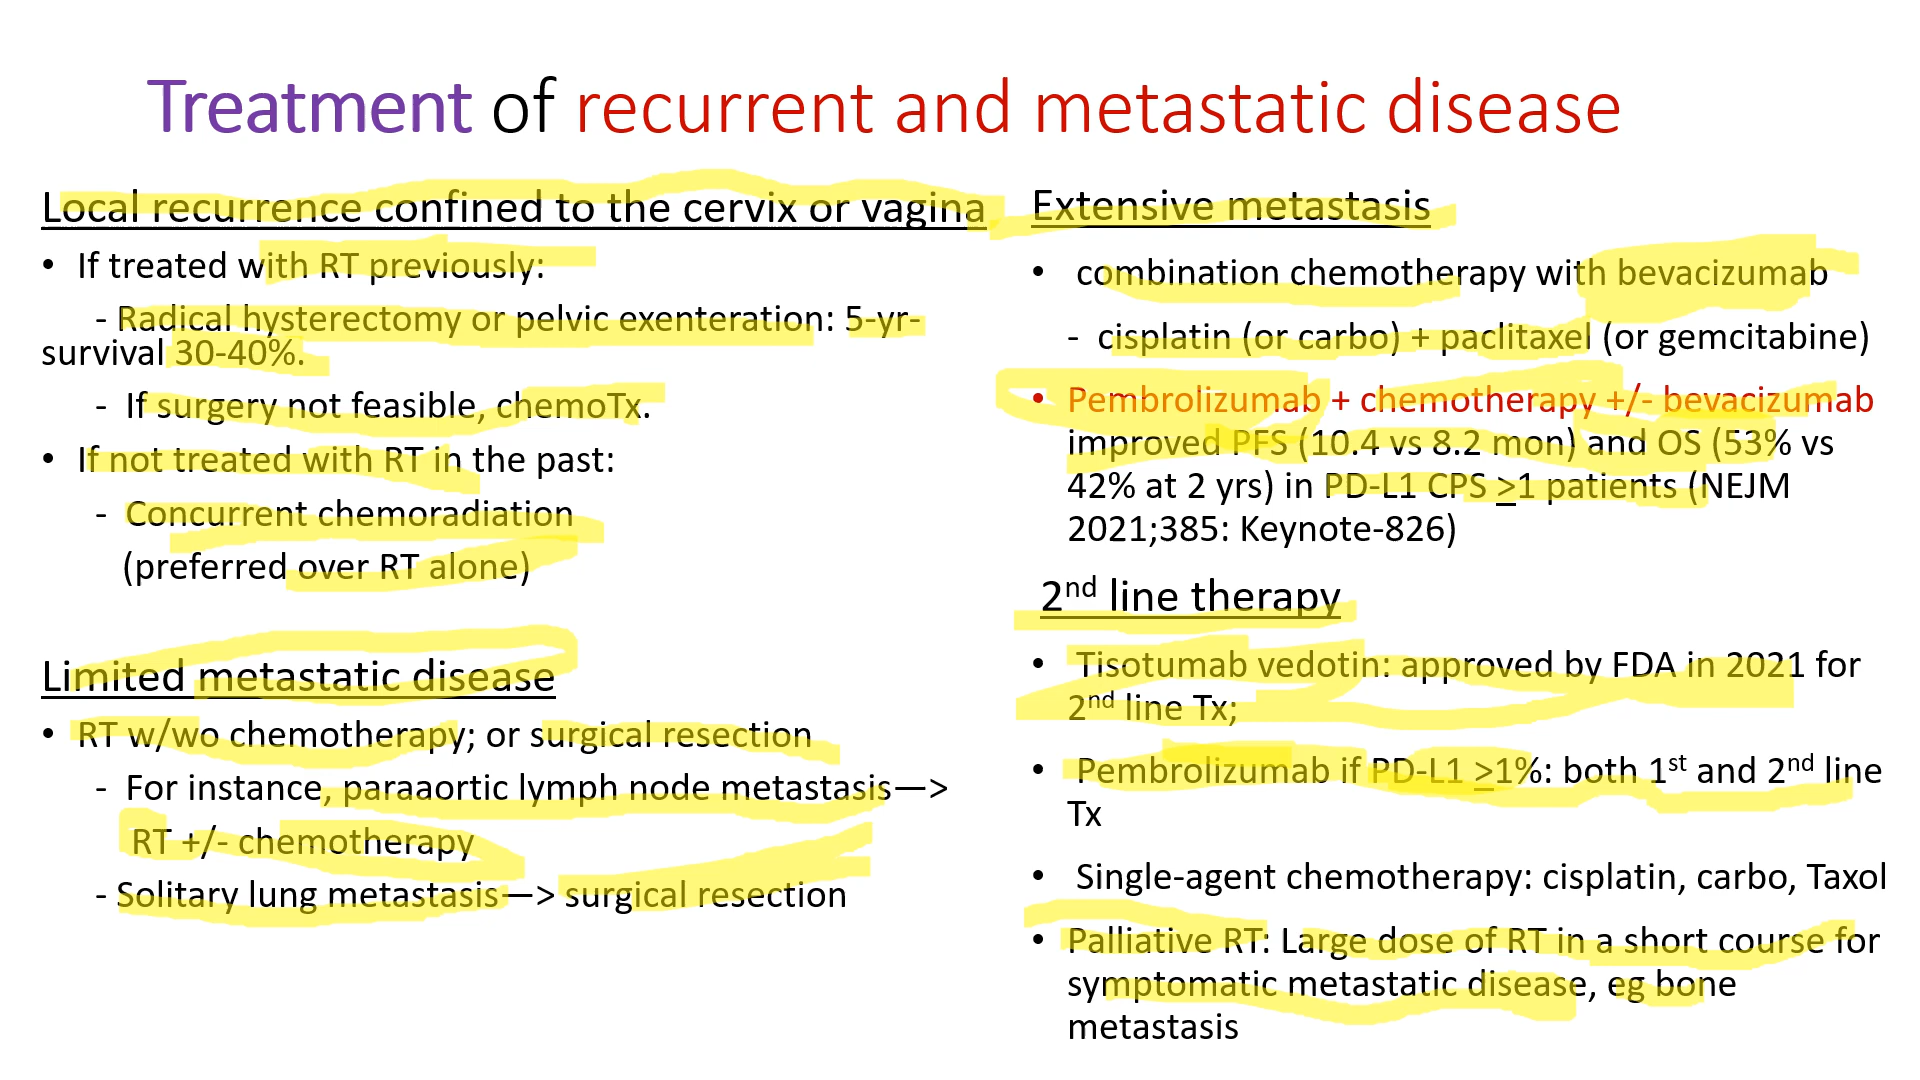 Treatment of recurrent and metastatic disease
Local recurrence confined to the cervix or vagina
• If treated with RT previously:
- Radical hysterectomy or pelvic exenteration: 5-yr-
survival 30-40%.
- If surgery not feasible, chemoTx.
• If not treated with RT in the past:
- Concurrent chemoradiation
(preferred over RT alone)
Limited metastatic disease
• RT w/wo chemotherapy; or surgical resection
- For instance, paraaortic lymph node metastasis—>
RT +/- chemotherapy
- Solitary lung metastasis—> surgical resection
Extensive metastasis
• combination chemotherapy with bevacizumab
- cisplatin (or carbo) + paclitaxel (or gemcitabine)
• Pembrolizumab + chemotherapy +/- bevacizumab
improved PFS (10.4 vs 8.2 mon) and OS (53% vs
42% at 2 yrs) in PD-L1 CPS >1 patients (NEJM
2021;385: Keynote-826)
2nd line therapy
• Tisotumab vedotin: approved by FDA in 2021 for
2nd line Tx;
• Pembrolizumab if PD-L1 >1%: both 1st and 2nd line
Tx
• Single-agent chemotherapy: cisplatin, carbo, Taxol
• Palliative RT: Large dose of RT in a short course for
symptomatic metastatic disease, eg bone
metastasis